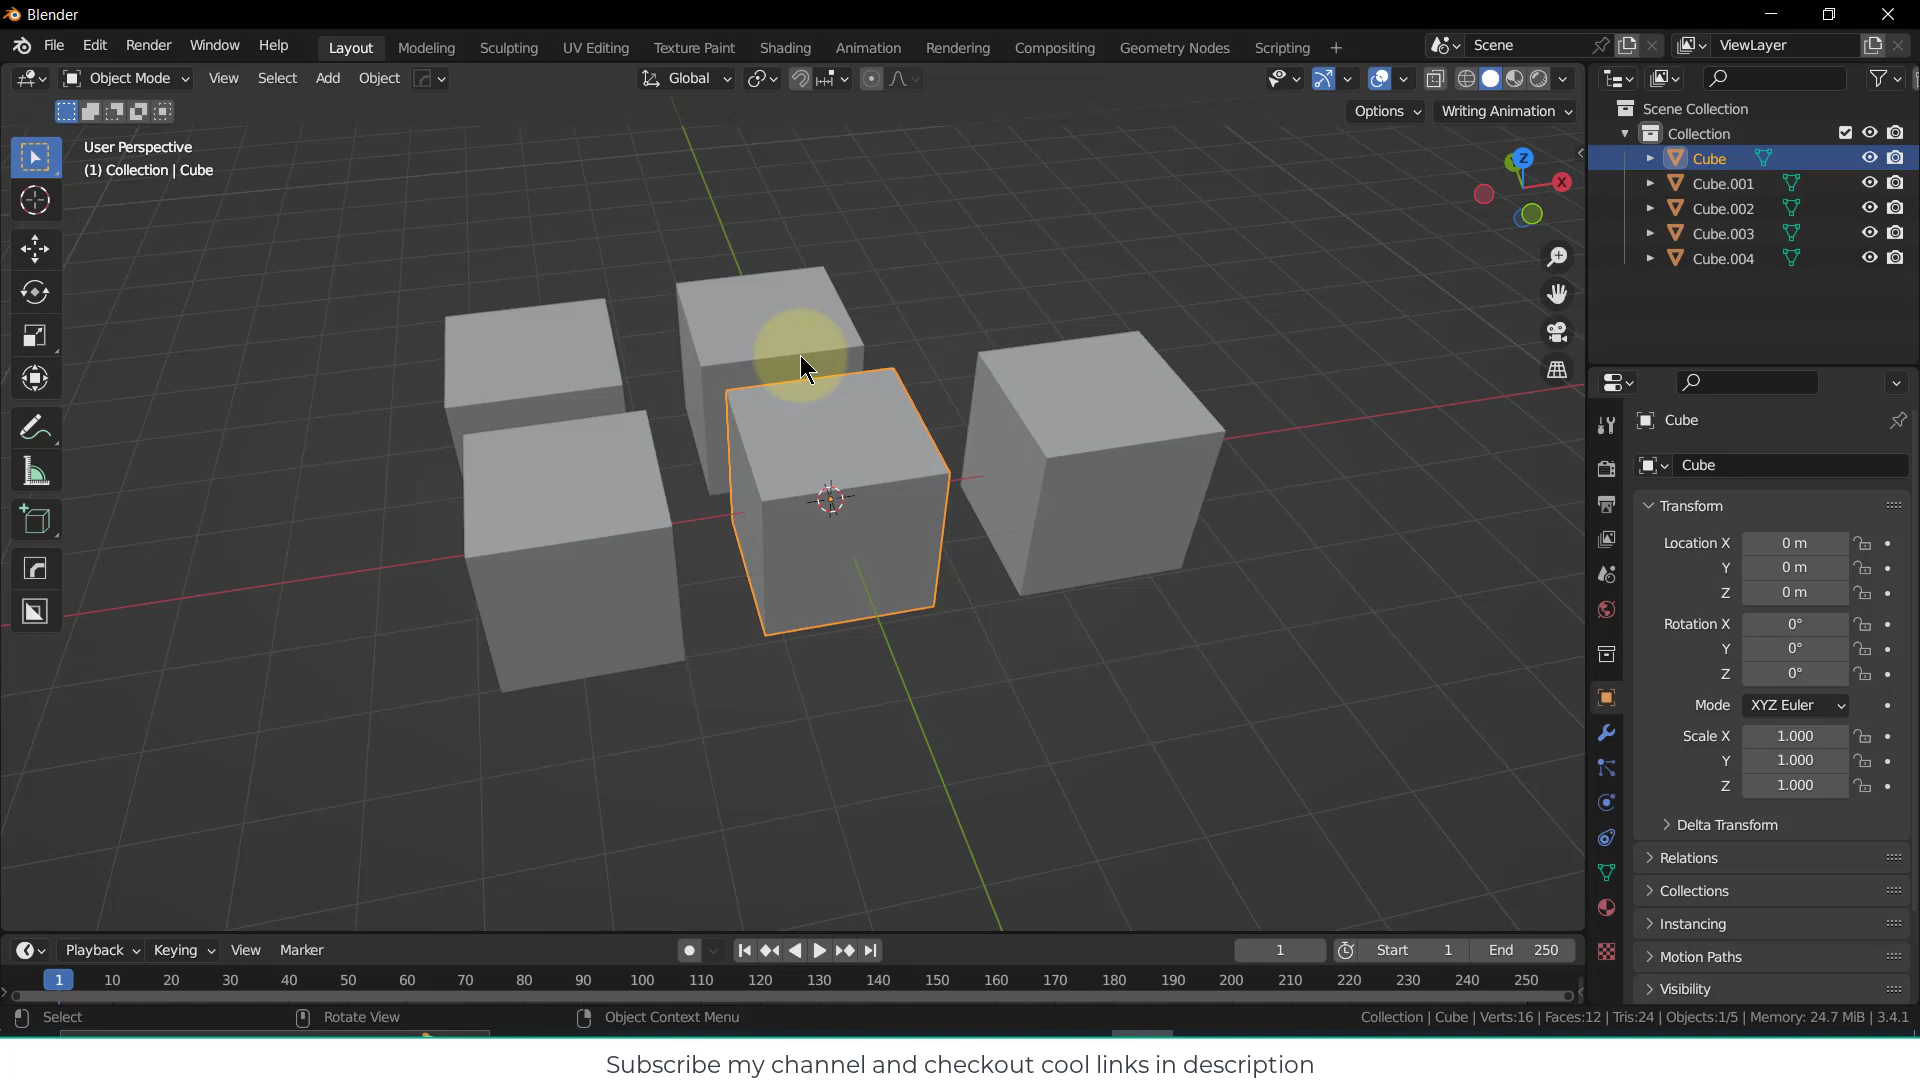 Blender
File Edit Render Window Help Layout Modeling Sculpting UV Editing Texture Paint Shading Animation Rendering Compositing Geometry Nodes Scripting + Scene ViewLayer
Object Mode View Select Add Object Global
Options Writing Animation
User Perspective
(1) Collection | Cube
Z
X
Scene Collection
Collection
Cube
Cube.001
Cube.002
Cube.003
Cube.004
Cube
Cube
Transform
Location X 0 m
Y 0 m
Z 0 m
Rotation X 0°
Y 0°
Z 0°
Mode XYZ Euler
Scale X 1.000
Y 1.000
Z 1.000
Delta Transform
Relations
Collections
Instancing
Motion Paths
Visibility
Playback Keying View Marker 1 Start 1 End 250
1 10 20 30 40 50 60 70 80 90 100 110 120 130 140 150 160 170 180 190 200 210 220 230 240 250
Select Rotate View Object Context Menu Collection | Cube | Verts:16 | Faces:12 | Tris:24 | Objects:1/5 | Memory: 24.7 MiB | 3.4.1
Subscribe my channel and checkout cool links in description